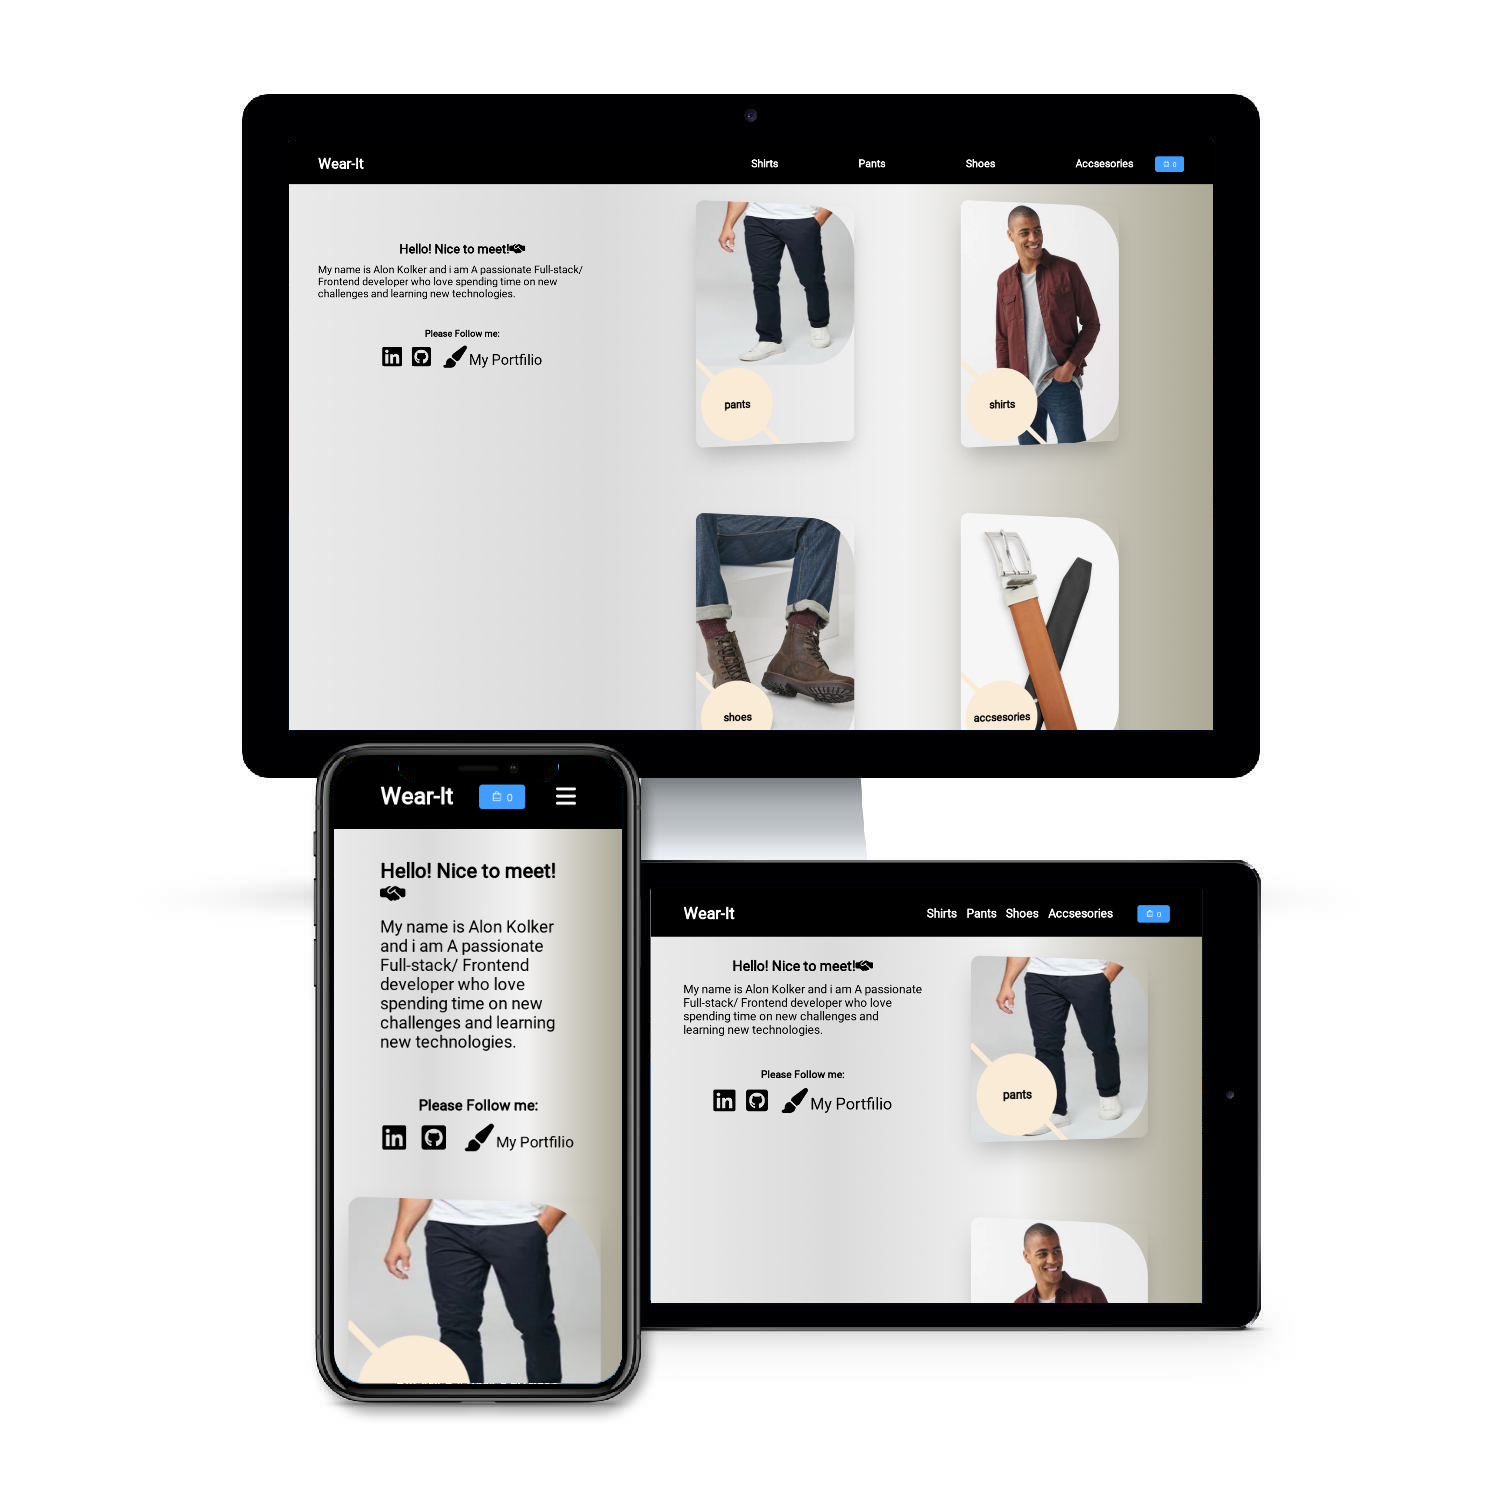 Wear-It Shirts Pants Shoes Accsesories 0
Hello! Nice to meet!
My name is Alon Kolker and i am A passionate Full-stack/
Frontend developer who love spending time on new
challenges and learning new technologies.
Please Follow me:
in My Portfilio
pants
shirts
shoes
accsesories
Wear-It 0
Hello! Nice to meet!
My name is Alon Kolker
and i am A passionate
Full-stack/ Frontend
developer who love
spending time on new
challenges and learning
new technologies.
Please Follow me:
in My Portfilio
Wear-It Shirts Pants Shoes Accsesories 0
Hello! Nice to meet!
My name is Alon Kolker and i am A passionate
Full-stack/ Frontend developer who love
spending time on new challenges and
learning new technologies.
Please Follow me:
in My Portfilio
pants